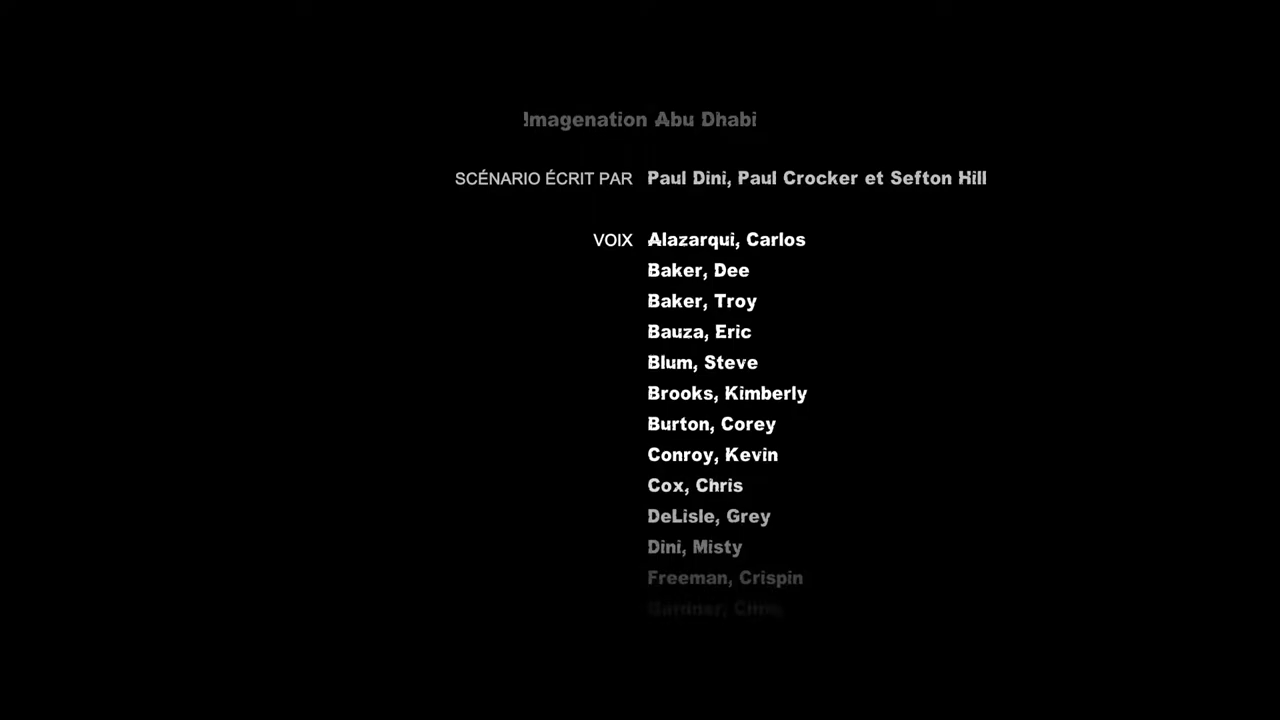 Imagenation Abu Dhabi
SCÉNARIO ÉCRIT PAR Paul Dini, Paul Crocker et Sefton Hill
VOIX Alazarqui, Carlos
Baker, Dee
Baker, Troy
Bauza, Eric
Blum, Steve
Brooks, Kimberly
Burton, Corey
Conroy, Kevin
Cox, Chris
DeLisle, Grey
Dini, Misty
Freeman, Crispin
Gardner,